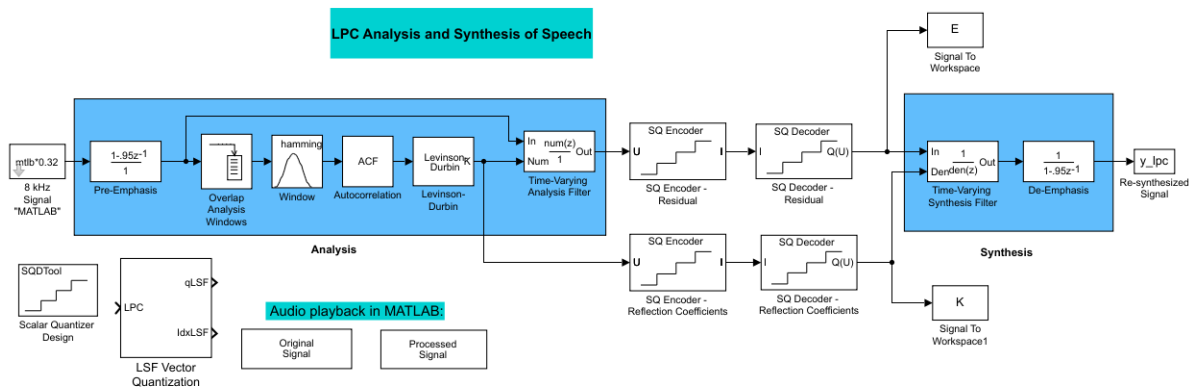 LPC Analysis and Synthesis of Speech
E
Signal To
Workspace
mtlb*0.32
8 kHz
Signal
"MATLAB"
1-.95z-1
1
Pre-Emphasis
Overlap
Analysis
Windows
hamming
Window
ACF
Autocorrelation
Levinson-
Durbin
K
Levinson-
Durbin
In
Num
num(z)
1
Out
Time-Varying
Analysis Filter
Analysis
SQ Encoder
U
I
SQ Encoder -
Residual
SQ Decoder
I
Q(U)
SQ Decoder -
Residual
In
Den
1
den(z)
Out
Time-Varying
Synthesis Filter
1
1-.95z-1
De-Emphasis
Synthesis
y_lpc
Re-synthesized
Signal
SQ Encoder
U
I
SQ Encoder -
Reflection Coefficients
SQ Decoder
I
Q(U)
SQ Decoder -
Reflection Coefficients
K
Signal To
Workspace1
SQDTool
Scalar Quantizer
Design
LPC
qLSF
IdxLSF
LSF Vector
Quantization
Audio playback in MATLAB:
Original
Signal
Processed
Signal